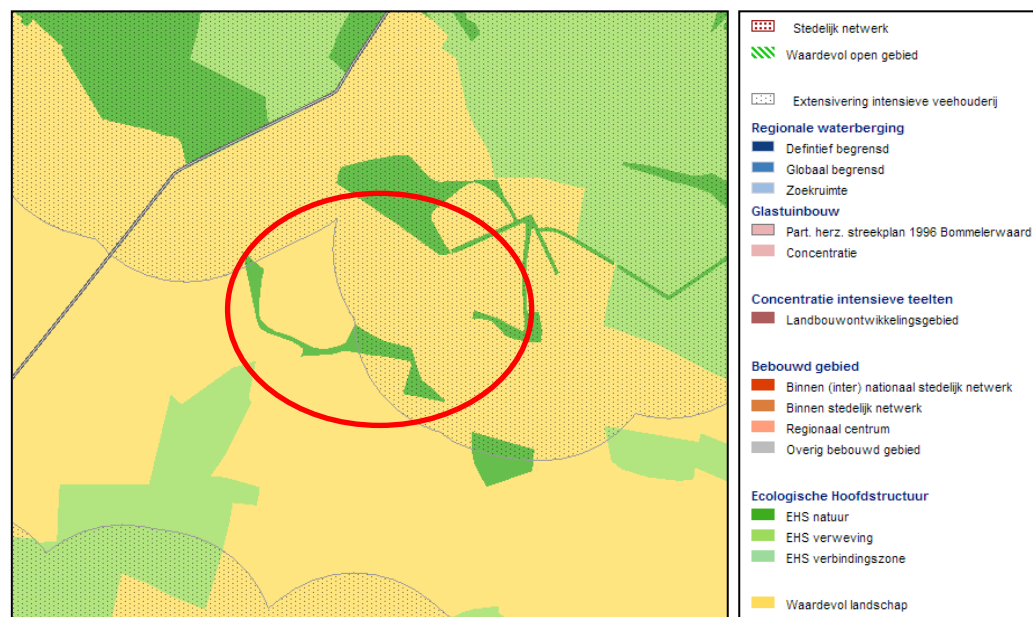 Stedelijk netwerk
Waardevol open gebied
Extensivering intensieve veehouderij
Regionale waterberging
Defintief begrensd
Globaal begrensd
Zoekruimte
Glastuinbouw
Part. herz. streekplan 1996 Bommelerwaard
Concentratie
Concentratie intensieve teelten
Landbouwontwikkelingsgebied
Bebouwd gebied
Binnen (inter) nationaal stedelijk netwerk
Binnen stedelijk netwerk
Regionaal centrum
Overig bebouwd gebied
Ecologische Hoofdstructuur
EHS natuur
EHS verweving
EHS verbindingszone
Waardevol landschap